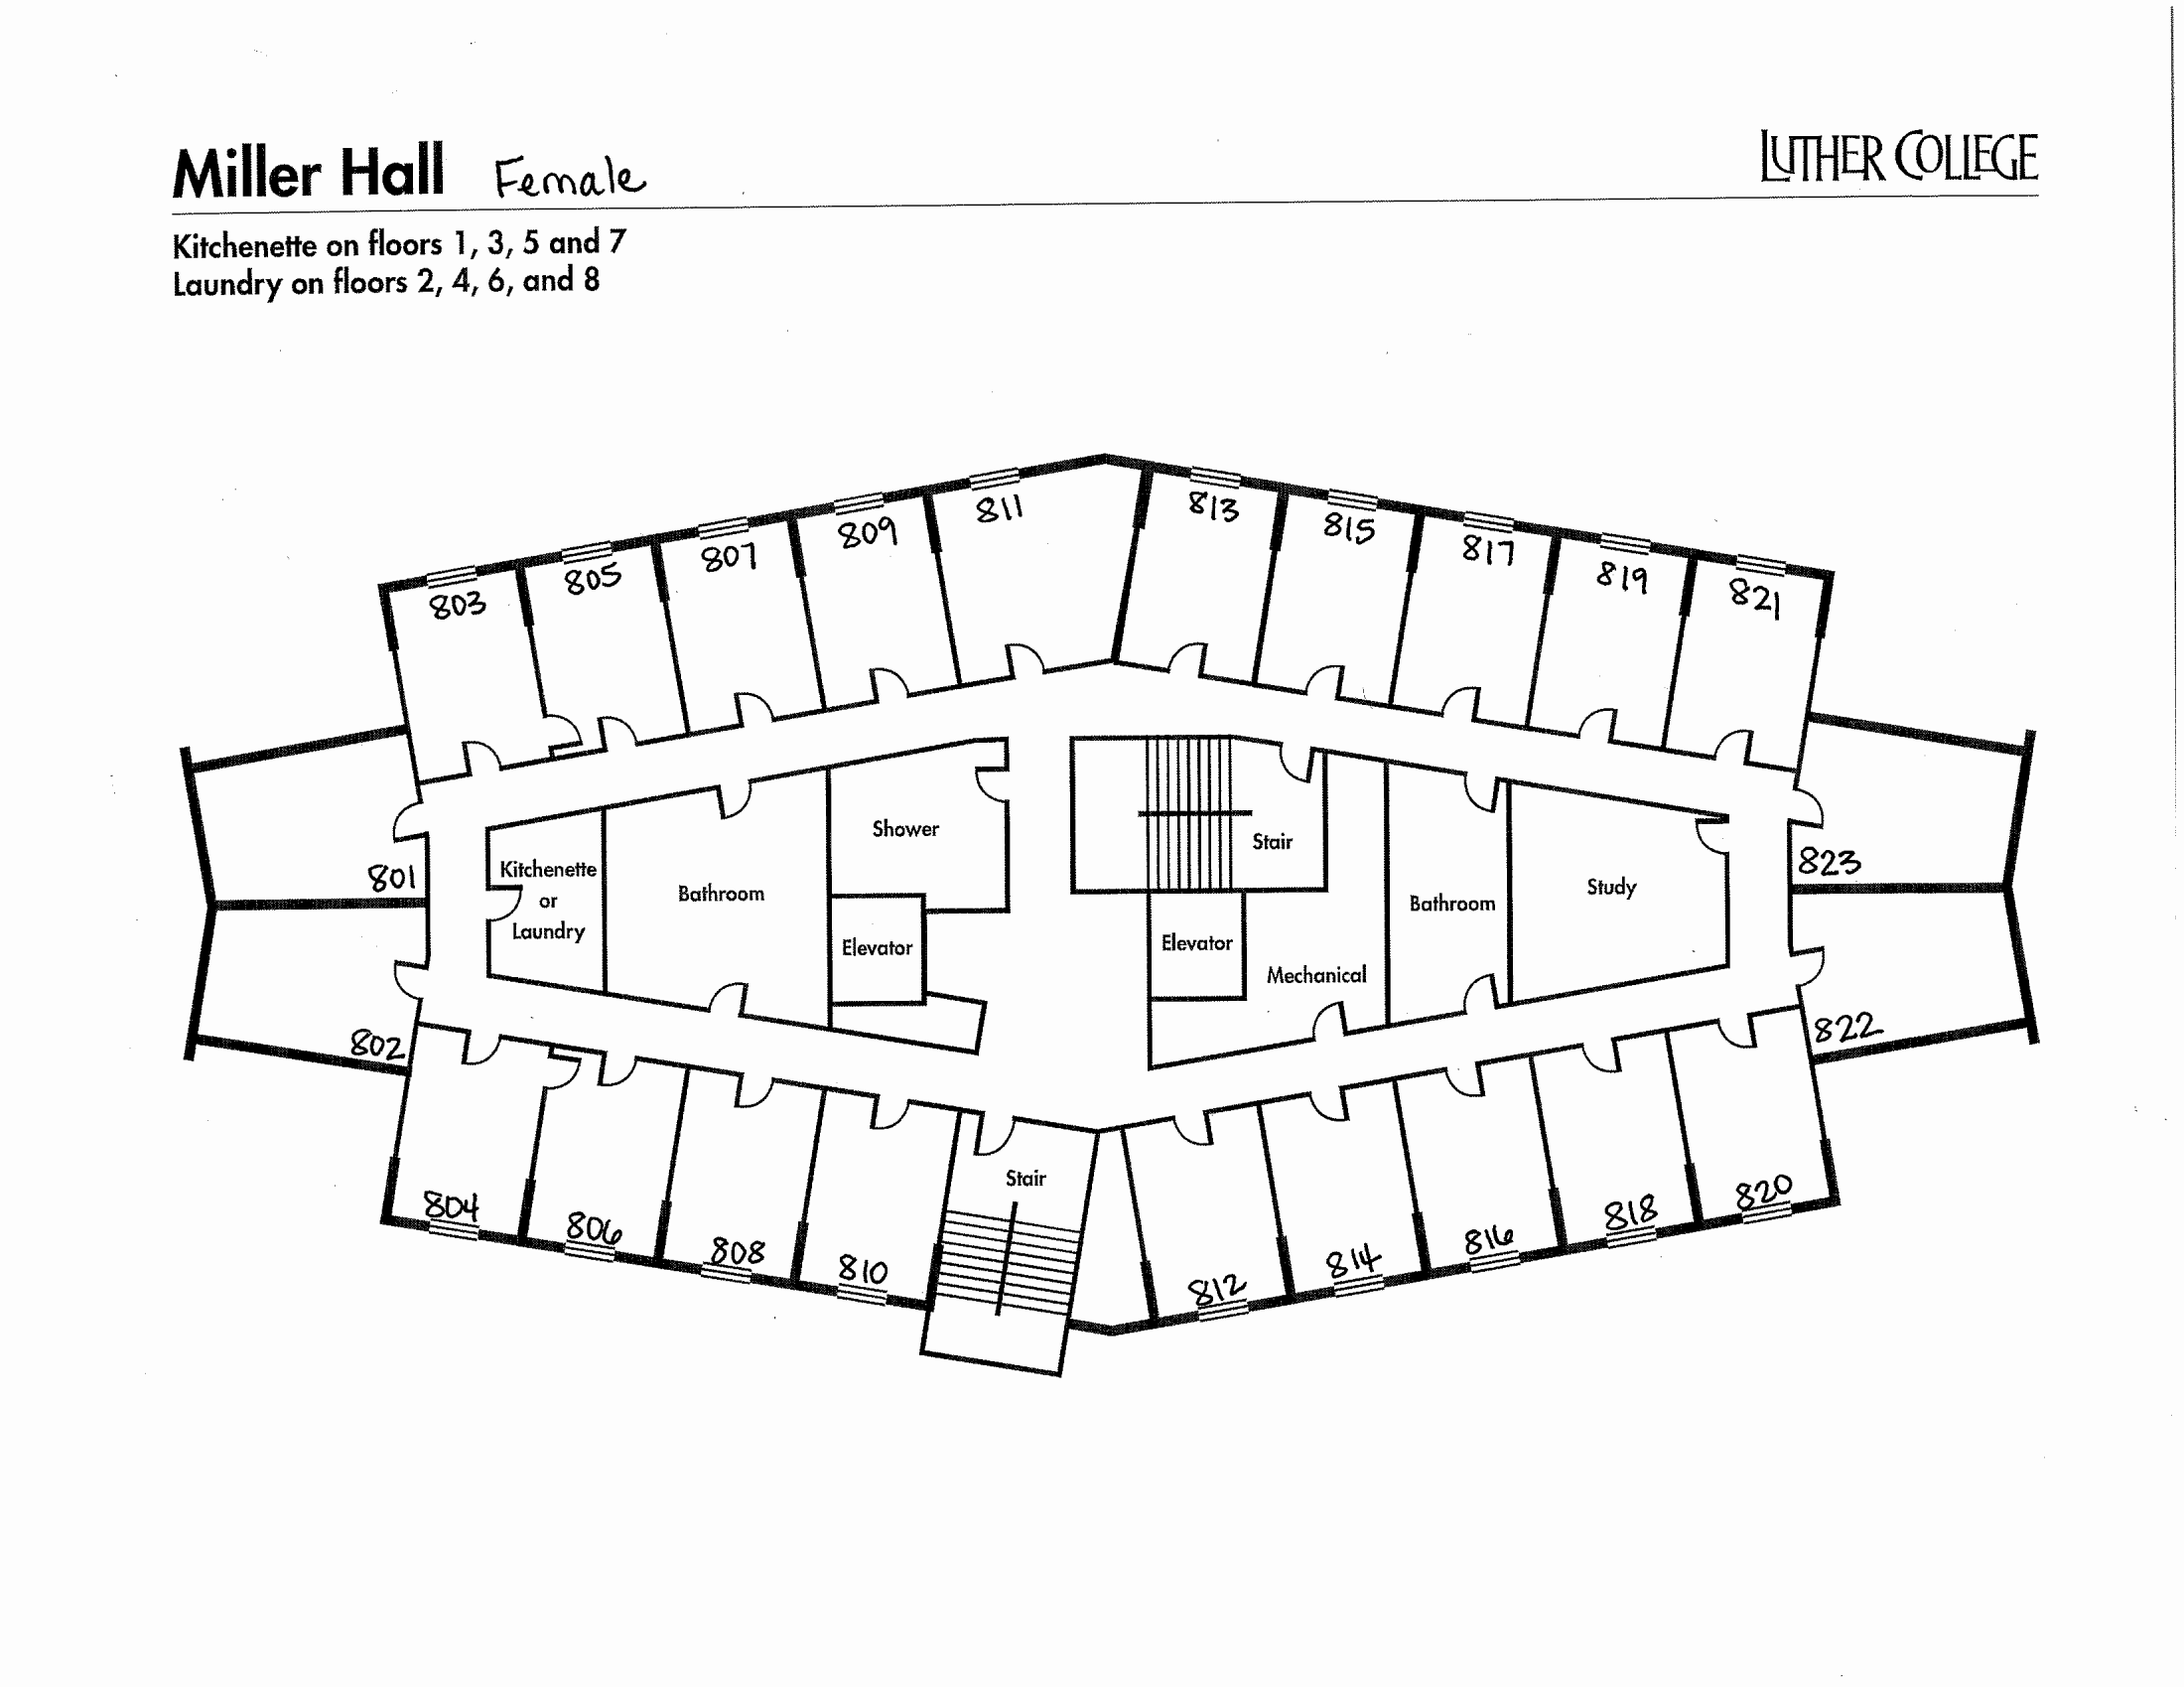 Miller Hall Female
LUTHER COLLEGE
Kitchenette on floors 1, 3, 5 and 7
Laundry on floors 2, 4, 6, and 8
811
813
809
815
807
817
805
819
803
821
Shower
Stair
801
Kitchenette
or
Laundry
Bathroom
Elevator
Elevator
Mechanical
Bathroom
Study
823
802
822
Stair
804
806
808
810
812
814
816
818
820